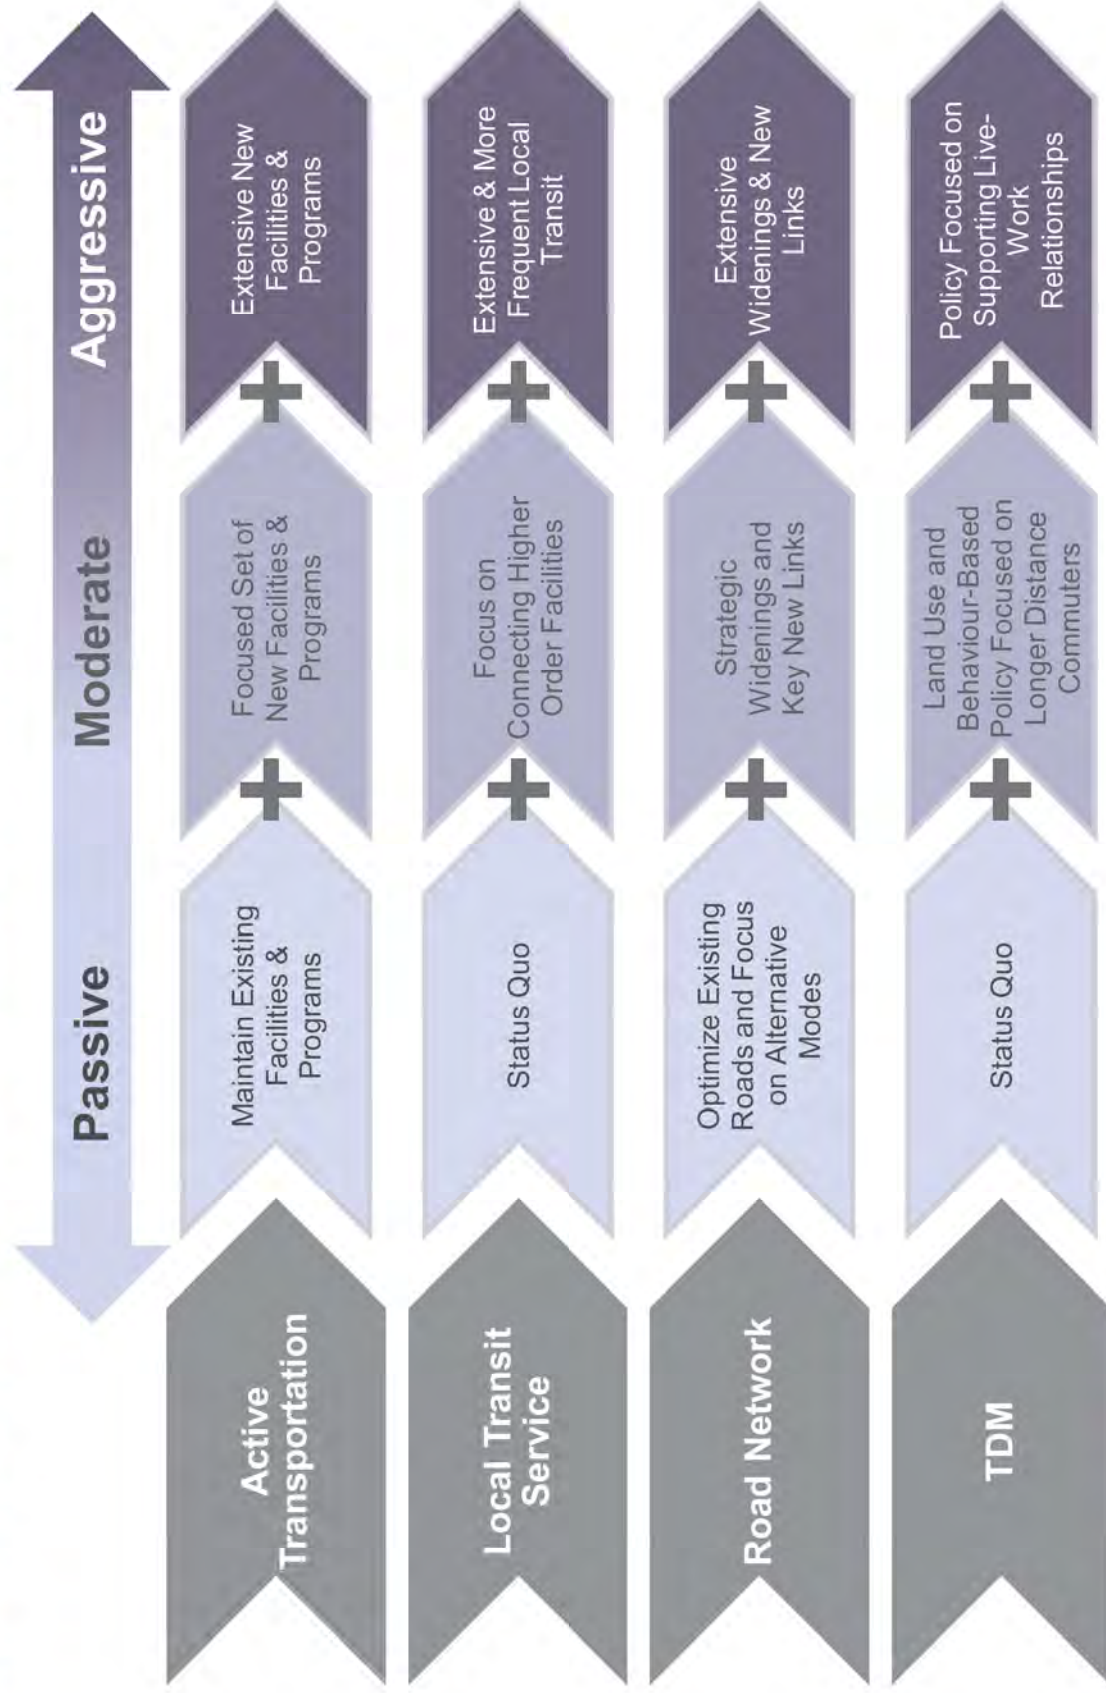 Passive
Moderate
Aggressive
Active
Transportation
Maintain Existing
Facilities &
Programs
Focused Set of
New Facilities &
Programs
Extensive New
Facilities &
Programs
Local Transit
Service
Status Quo
Focus on
Connecting Higher
Order Facilities
Extensive & More
Frequent Local
Transit
Road Network
Optimize Existing
Roads and Focus
on Alternative
Modes
Strategic
Widenings and
Key New Links
Extensive
Widenings & New
Links
TDM
Status Quo
Land Use and
Behaviour-Based
Policy Focused on
Longer Distance
Commuters
Policy Focused on
Supporting Live-
Work
Relationships